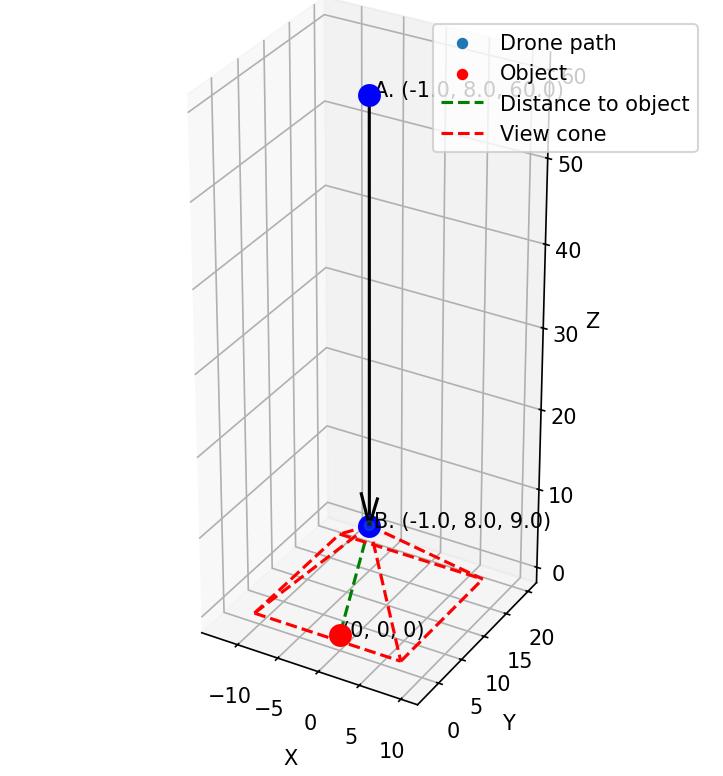 Drone path
Object
Distance to object
View cone
A. (-1.0, 8.0, 60.0)
60
50
40
30
20
10
0
Z
B. (-1.0, 8.0, 9.0)
(0, 0, 0)
−10
−5
0
5
10
X
0
5
10
15
20
Y